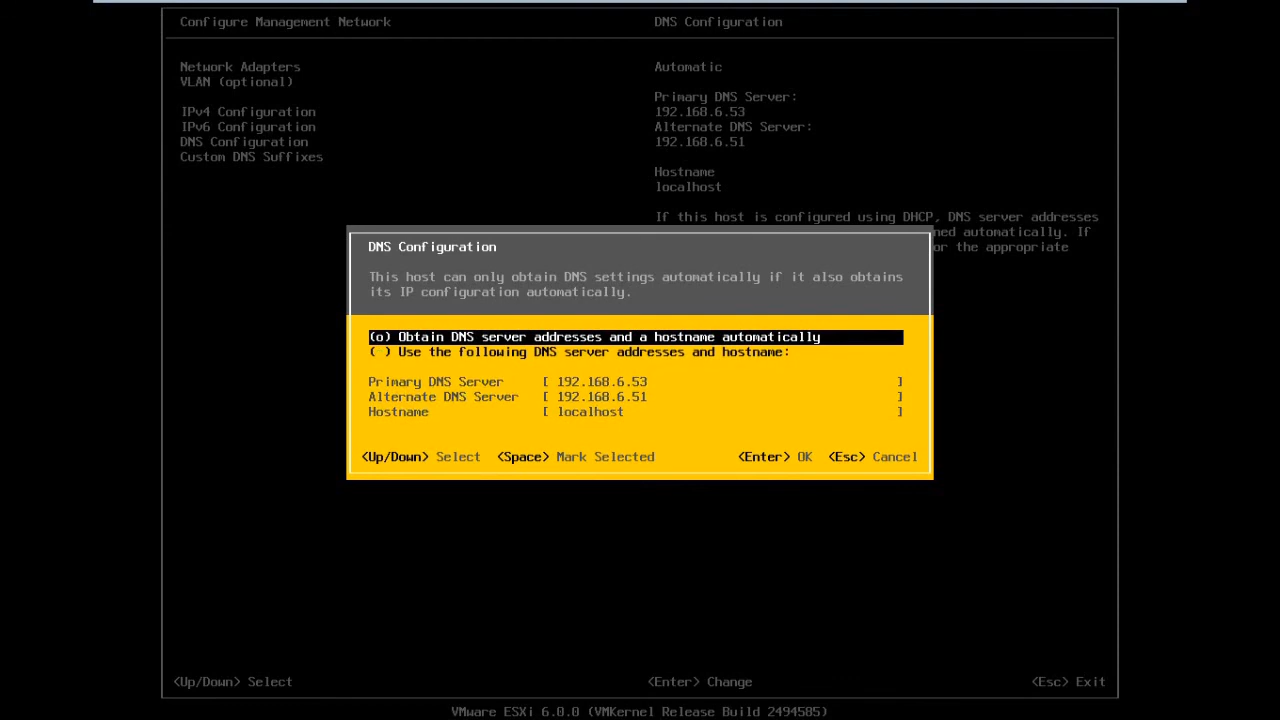 Configure Management Network
DNS Configuration
Network Adapters
VLAN (optional)
IPv4 Configuration
IPv6 Configuration
DNS Configuration
Custom DNS Suffixes
Automatic
Primary DNS Server:
192.168.6.53
Alternate DNS Server:
192.168.6.51
Hostname
localhost
If this host is configured using DHCP, DNS server addresses
ned automatically. If
or the appropriate
DNS Configuration
This host can only obtain DNS settings automatically if it also obtains
its IP configuration automatically.
(o) Obtain DNS server addresses and a hostname automatically
( ) Use the following DNS server addresses and hostname:
Primary DNS Server [ 192.168.6.53 ]
Alternate DNS Server [ 192.168.6.51 ]
Hostname [ localhost ]
<Up/Down> Select <Space> Mark Selected <Enter> OK <Esc> Cancel
<Up/Down> Select <Enter> Change <Esc> Exit
VMware ESXi 6.0.0 (VMKernel Release Build 2494585)